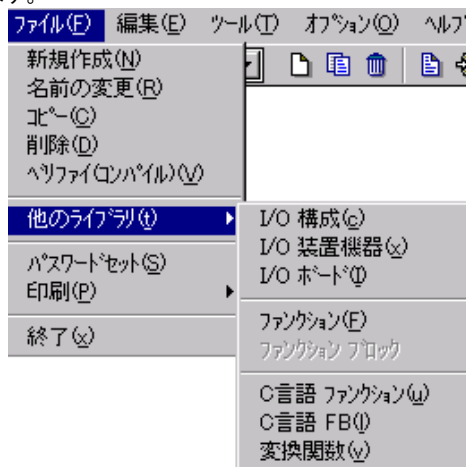 す。
ﾌｧｲﾙ(F) 編集(E) ﾂｰﾙ(T) ｵﾌﾟｼｮﾝ(O) ﾍﾙﾌﾟ
新規作成(N)
名前の変更(R)
ｺﾋﾟｰ(C)
削除(D)
ﾍﾞﾘﾌｧｲ(ｺﾝﾊﾟｲﾙ)(V)
他のﾗｲﾌﾞﾗﾘ(t)
ﾊﾟｽﾜｰﾄﾞｾｯﾄ(S)
印刷(P)
終了(x)
I/O 構成(c)
I/O 装置機器(x)
I/O ﾎﾞｰﾄﾞ(I)
ﾌｧﾝｸｼｮﾝ(F)
ﾌｧﾝｸｼｮﾝ ﾌﾞﾛｯｸ
C言語 ﾌｧﾝｸｼｮﾝ(u)
C言語 FB(l)
変換関数(v)